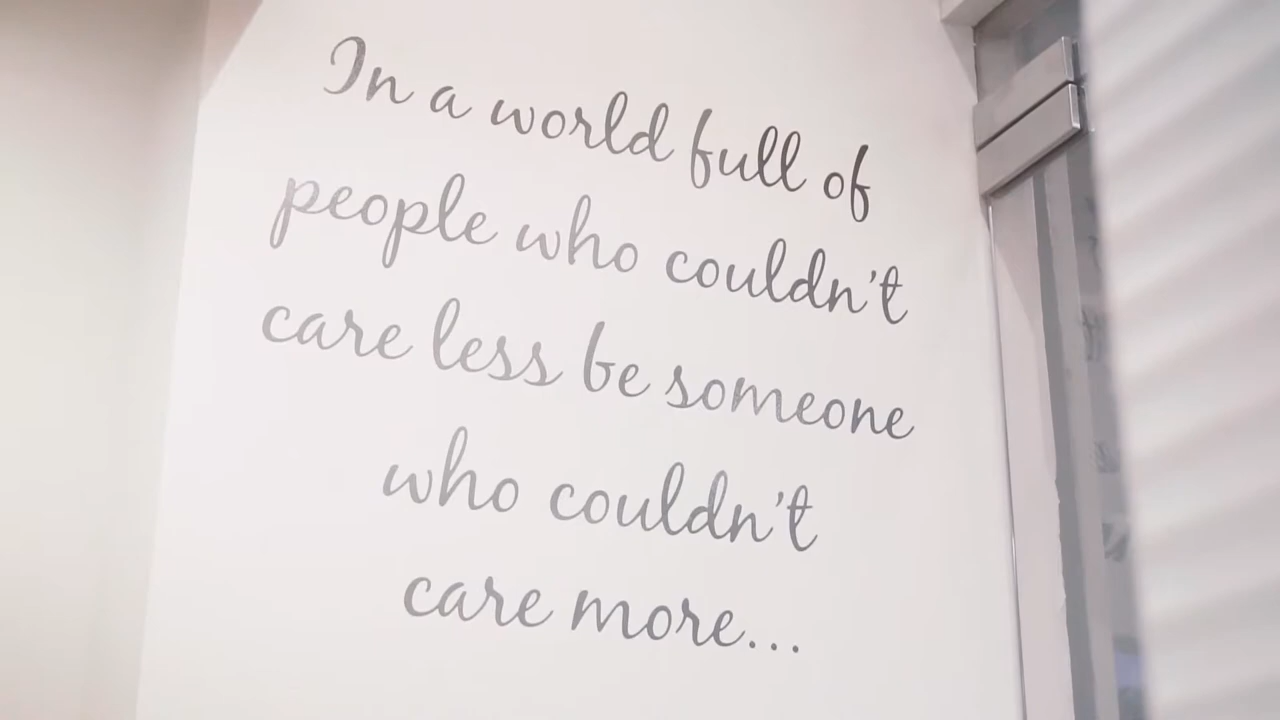 In a world full of
people who couldn't
care less be someone
who couldn't
care more...